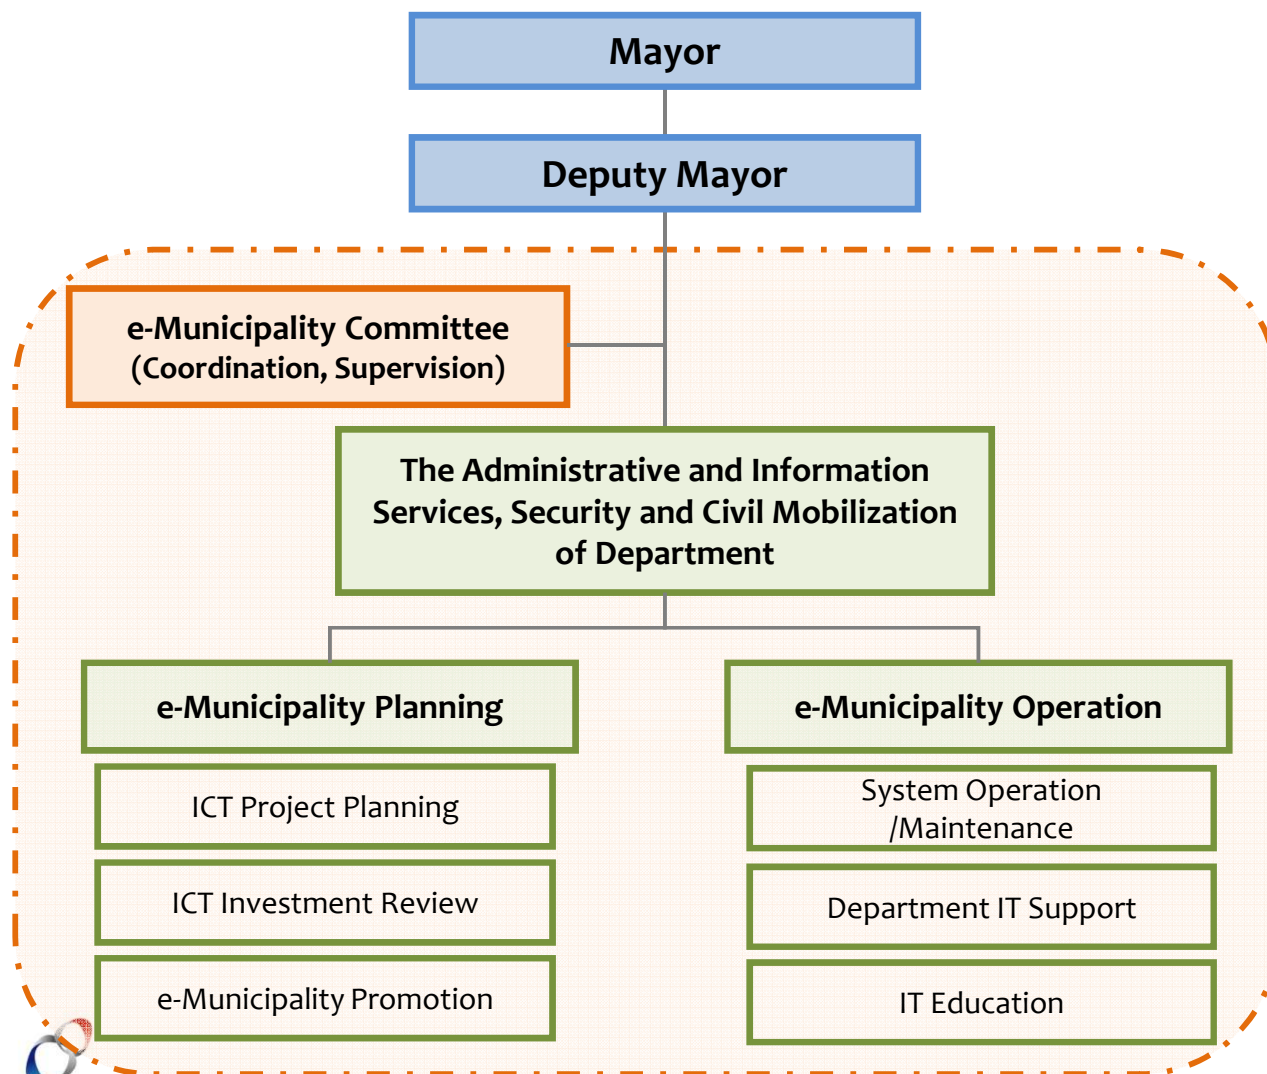 Mayor
Deputy Mayor
e-Municipality Committee
(Coordination, Supervision)
The Administrative and Information
Services, Security and Civil Mobilization
of Department
e-Municipality Planning
ICT Project Planning
ICT Investment Review
e-Municipality Promotion
e-Municipality Operation
System Operation
/Maintenance
Department IT Support
IT Education